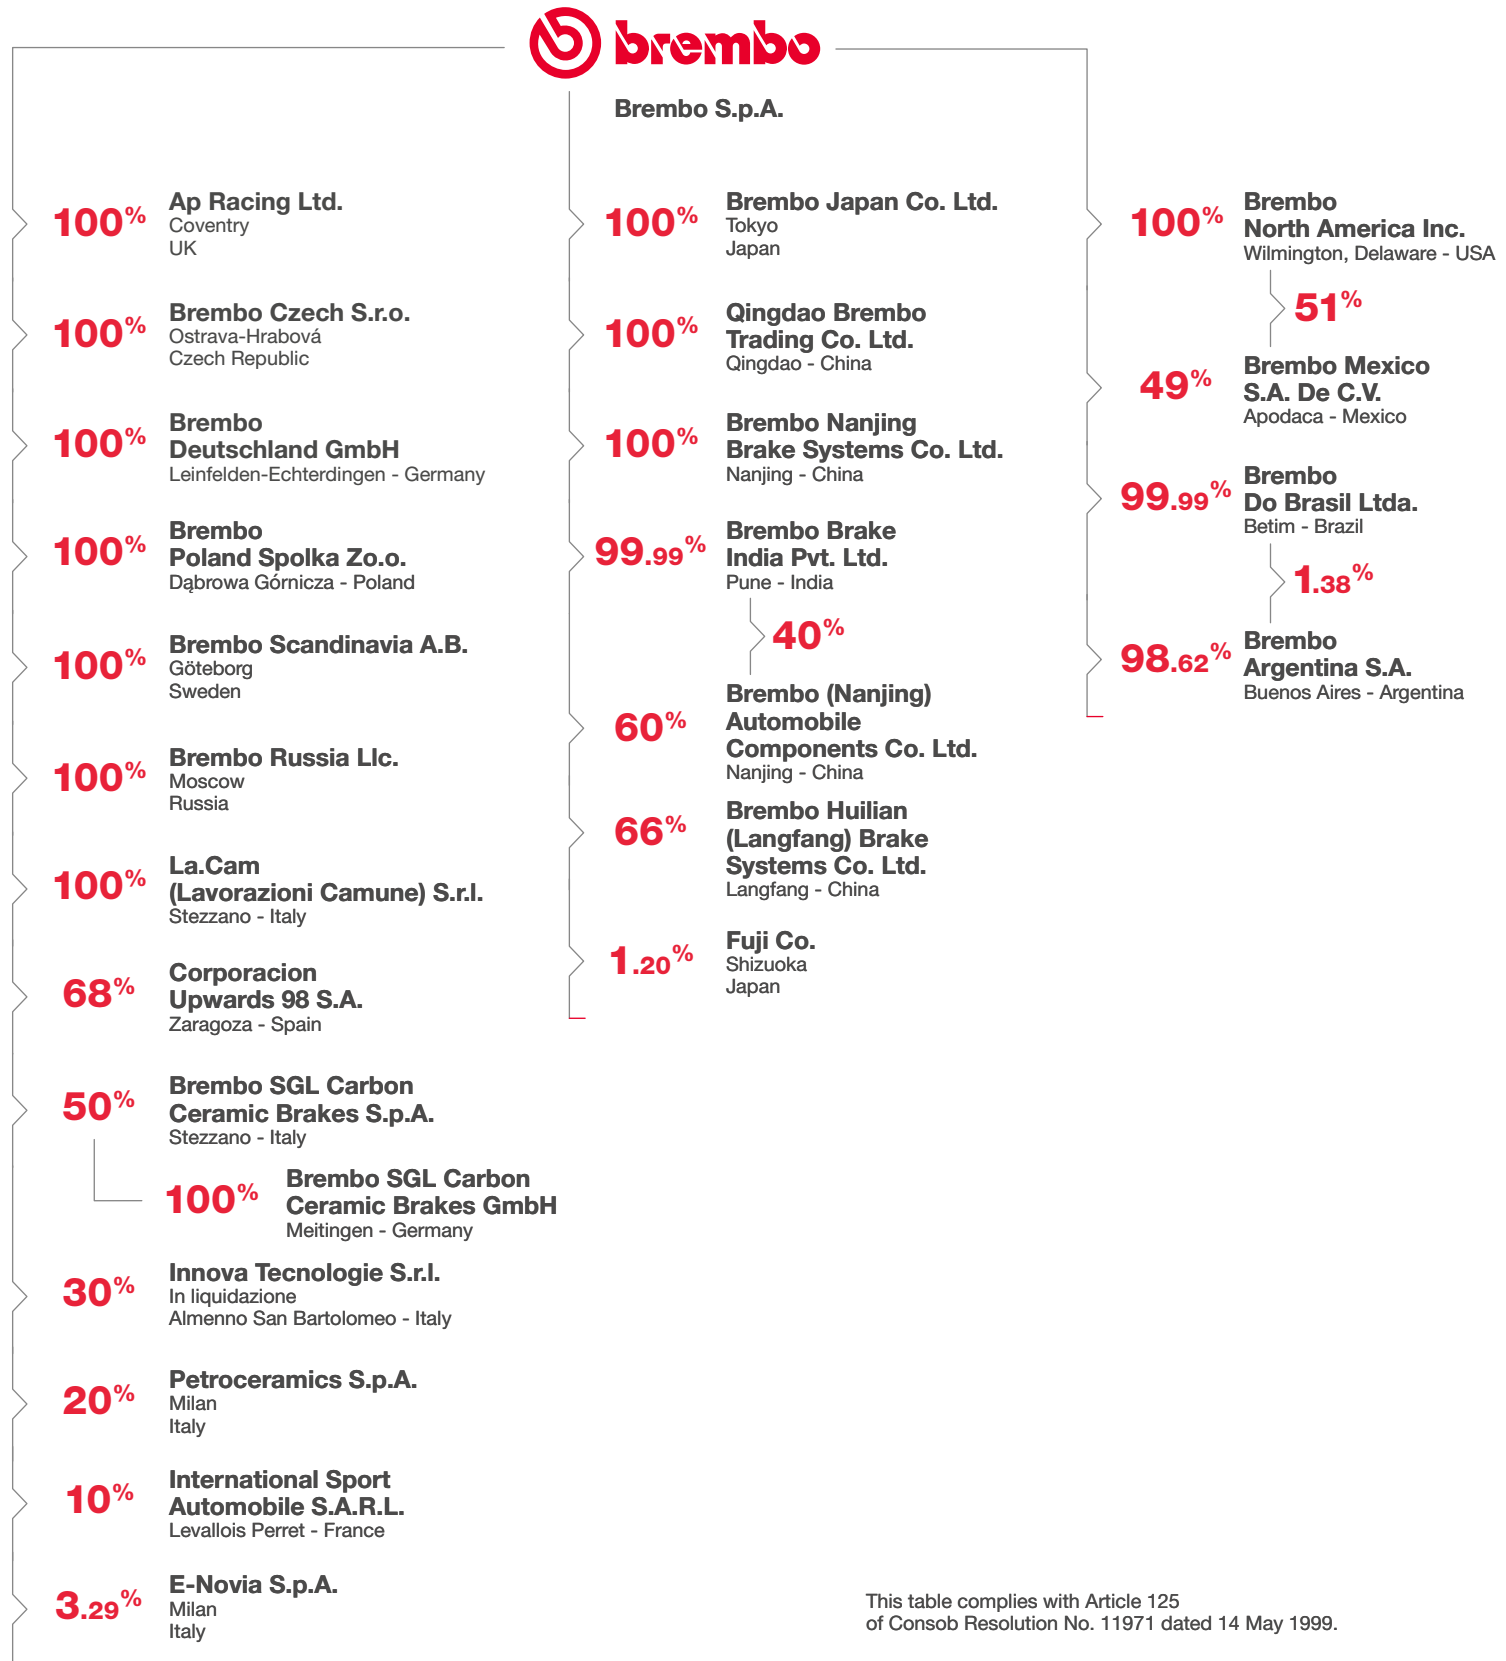 brembo
Brembo S.p.A.
100%
Ap Racing Ltd.
Coventry
UK
100%
Brembo Czech S.r.o.
Ostrava-Hrabová
Czech Republic
100%
Brembo
Deutschland GmbH
Leinfelden-Echterdingen - Germany
100%
Brembo
Poland Spolka Zo.o.
Dąbrowa Górnicza - Poland
100%
Brembo Scandinavia A.B.
Göteborg
Sweden
100%
Brembo Russia Llc.
Moscow
Russia
100%
La.Cam
(Lavorazioni Camune) S.r.l.
Stezzano - Italy
68%
Corporacion
Upwards 98 S.A.
Zaragoza - Spain
50%
Brembo SGL Carbon
Ceramic Brakes S.p.A.
Stezzano - Italy
100%
Brembo SGL Carbon
Ceramic Brakes GmbH
Meitingen - Germany
30%
Innova Tecnologie S.r.l.
In liquidazione
Almenno San Bartolomeo - Italy
20%
Petroceramics S.p.A.
Milan
Italy
10%
International Sport
Automobile S.A.R.L.
Levallois Perret - France
3.29%
E-Novia S.p.A.
Milan
Italy
100%
Brembo Japan Co. Ltd.
Tokyo
Japan
100%
Qingdao Brembo
Trading Co. Ltd.
Qingdao - China
100%
Brembo Nanjing
Brake Systems Co. Ltd.
Nanjing - China
99.99%
Brembo Brake
India Pvt. Ltd.
Pune - India
40%
60%
Brembo (Nanjing)
Automobile
Components Co. Ltd.
Nanjing - China
66%
Brembo Huilian
(Langfang) Brake
Systems Co. Ltd.
Langfang - China
1.20%
Fuji Co.
Shizuoka
Japan
100%
Brembo
North America Inc.
Wilmington, Delaware - USA
51%
49%
Brembo Mexico
S.A. De C.V.
Apodaca - Mexico
99.99%
Brembo
Do Brasil Ltda.
Betim - Brazil
1.38%
98.62%
Brembo
Argentina S.A.
Buenos Aires - Argentina
This table complies with Article 125
of Consob Resolution No. 11971 dated 14 May 1999.